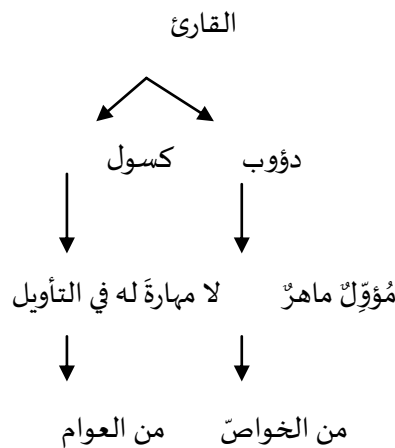 القارئ
دؤوب كسول
مُؤوِّلٌ ماهرٌ لا مهارةَ له في التأويل
من الخواصّ من العوام